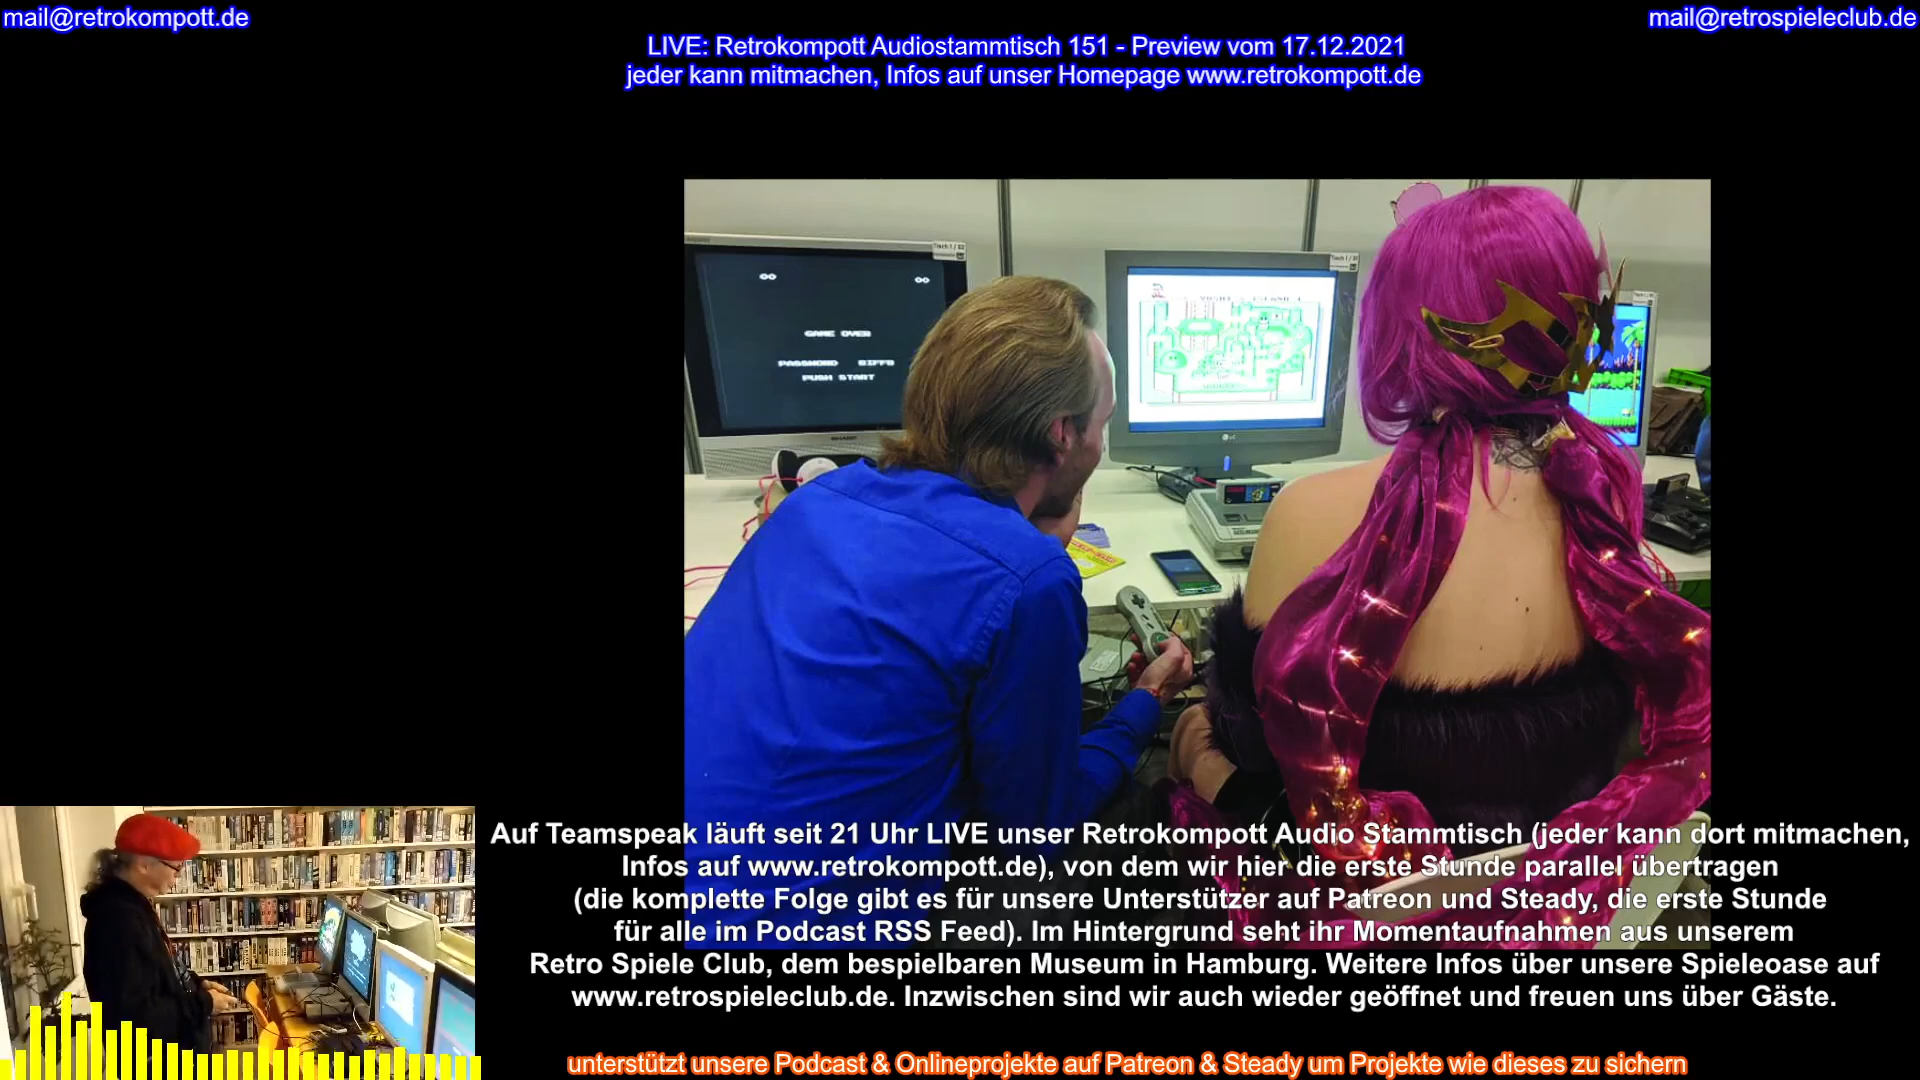 mail@retrokompott.de
mail@retrospieleclub.de
LIVE: Retrokompott Audiostammtisch 151 - Preview vom 17.12.2021
jeder kann mitmachen, Infos auf unser Homepage www.retrokompott.de
GAME OVER
PUSH START
SHARP
LG
Auf Teamspeak läuft seit 21 Uhr LIVE unser Retrokompott Audio Stammtisch (jeder kann dort mitmachen,
Infos auf www.retrokompott.de), von dem wir hier die erste Stunde parallel übertragen
(die komplette Folge gibt es für unsere Unterstützer auf Patreon und Steady, die erste Stunde
für alle im Podcast RSS Feed). Im Hintergrund seht ihr Momentaufnahmen aus unserem
Retro Spiele Club, dem bespielbaren Museum in Hamburg. Weitere Infos über unsere Spieleoase auf
www.retrospieleclub.de. Inzwischen sind wir auch wieder geöffnet und freuen uns über Gäste.
unterstützt unsere Podcast & Onlineprojekte auf Patreon & Steady um Projekte wie dieses zu sichern